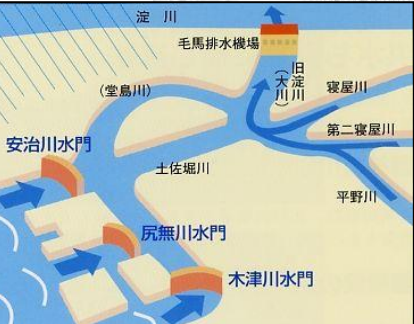 淀 川
毛馬排水機場
旧淀川
（大川）
寝屋川
（堂島川）
第二寝屋川
安治川水門
土佐堀川
平野川
尻無川水門
木津川水門